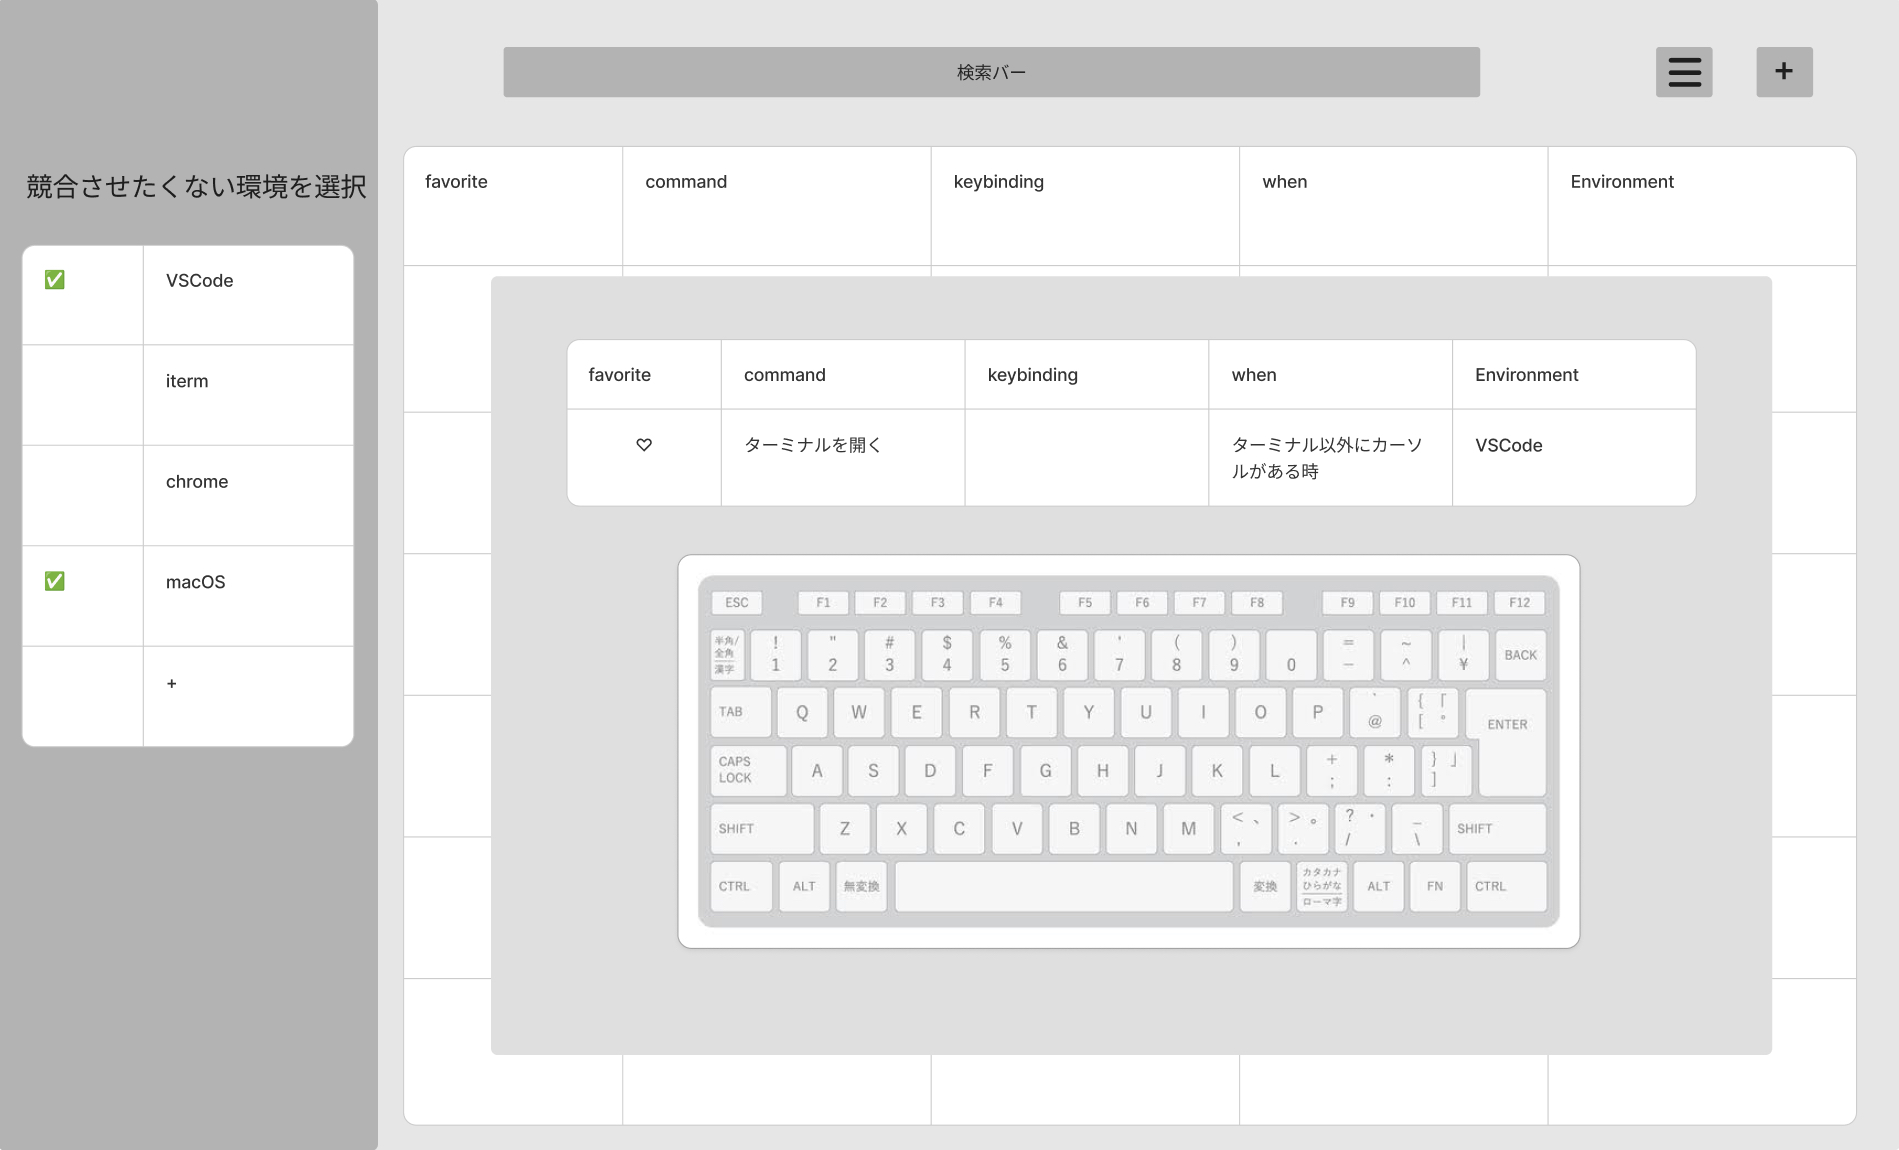 検索バー
+
競合させたくない環境を選択
✅ VSCode
iterm
chrome
✅ macOS
+
favorite command keybinding when Environment
favorite command keybinding when Environment
♡ ターミナルを開く ターミナル以外にカーソ VSCode
ルがある時
ESC F1 F2 F3 F4 F5 F6 F7 F8 F9 F10 F11 F12
半角/
全角
漢字
! " # $ % & ' ( ) = ~ |
1 2 3 4 5 6 7 8 9 0 - ^ ¥ BACK
TAB Q W E R T Y U I O P ` { 「
@ [ ° ENTER
CAPS
LOCK
A S D F G H J K L + * } 」
; : ]
SHIFT Z X C V B N M < 、 > 。 ? ・ _ SHIFT
, . / \
CTRL ALT 無変換 変換 カタカナ
ひらがな
ローマ字
ALT FN CTRL